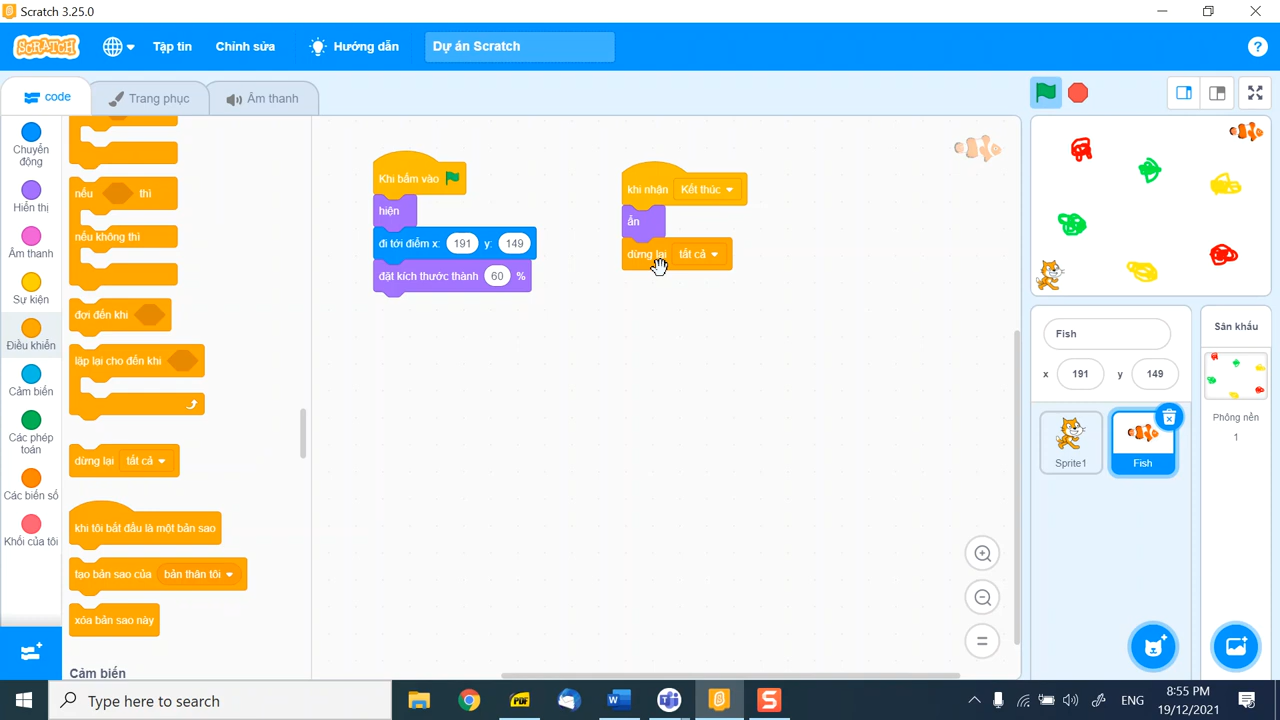 Scratch 3.25.0
SCRATCH
Tập tin
Chỉnh sửa
Hướng dẫn
Dự án Scratch
?
code
Trang phục
Âm thanh
Chuyển động
Hiển thị
Âm thanh
Sự kiện
Điều khiển
Cảm biến
Các phép toán
Các biến số
Khối của tôi
nếu thì
nếu không thì
đợi đến khi
lặp lại cho đến khi
dừng lại tất cả
khi tôi bắt đầu là một bản sao
tạo bản sao của bản thân tôi
xóa bản sao này
Cảm biến
Khi bấm vào
hiện
đi tới điểm x: 191 y: 149
đặt kích thước thành 60 %
khi nhận Kết thúc
ẩn
dừng lại tất cả
Fish
x 191 y 149
Sprite1
Fish
Sân khấu
Phông nền
1
Type here to search
PDF
ENG
8:55 PM
19/12/2021